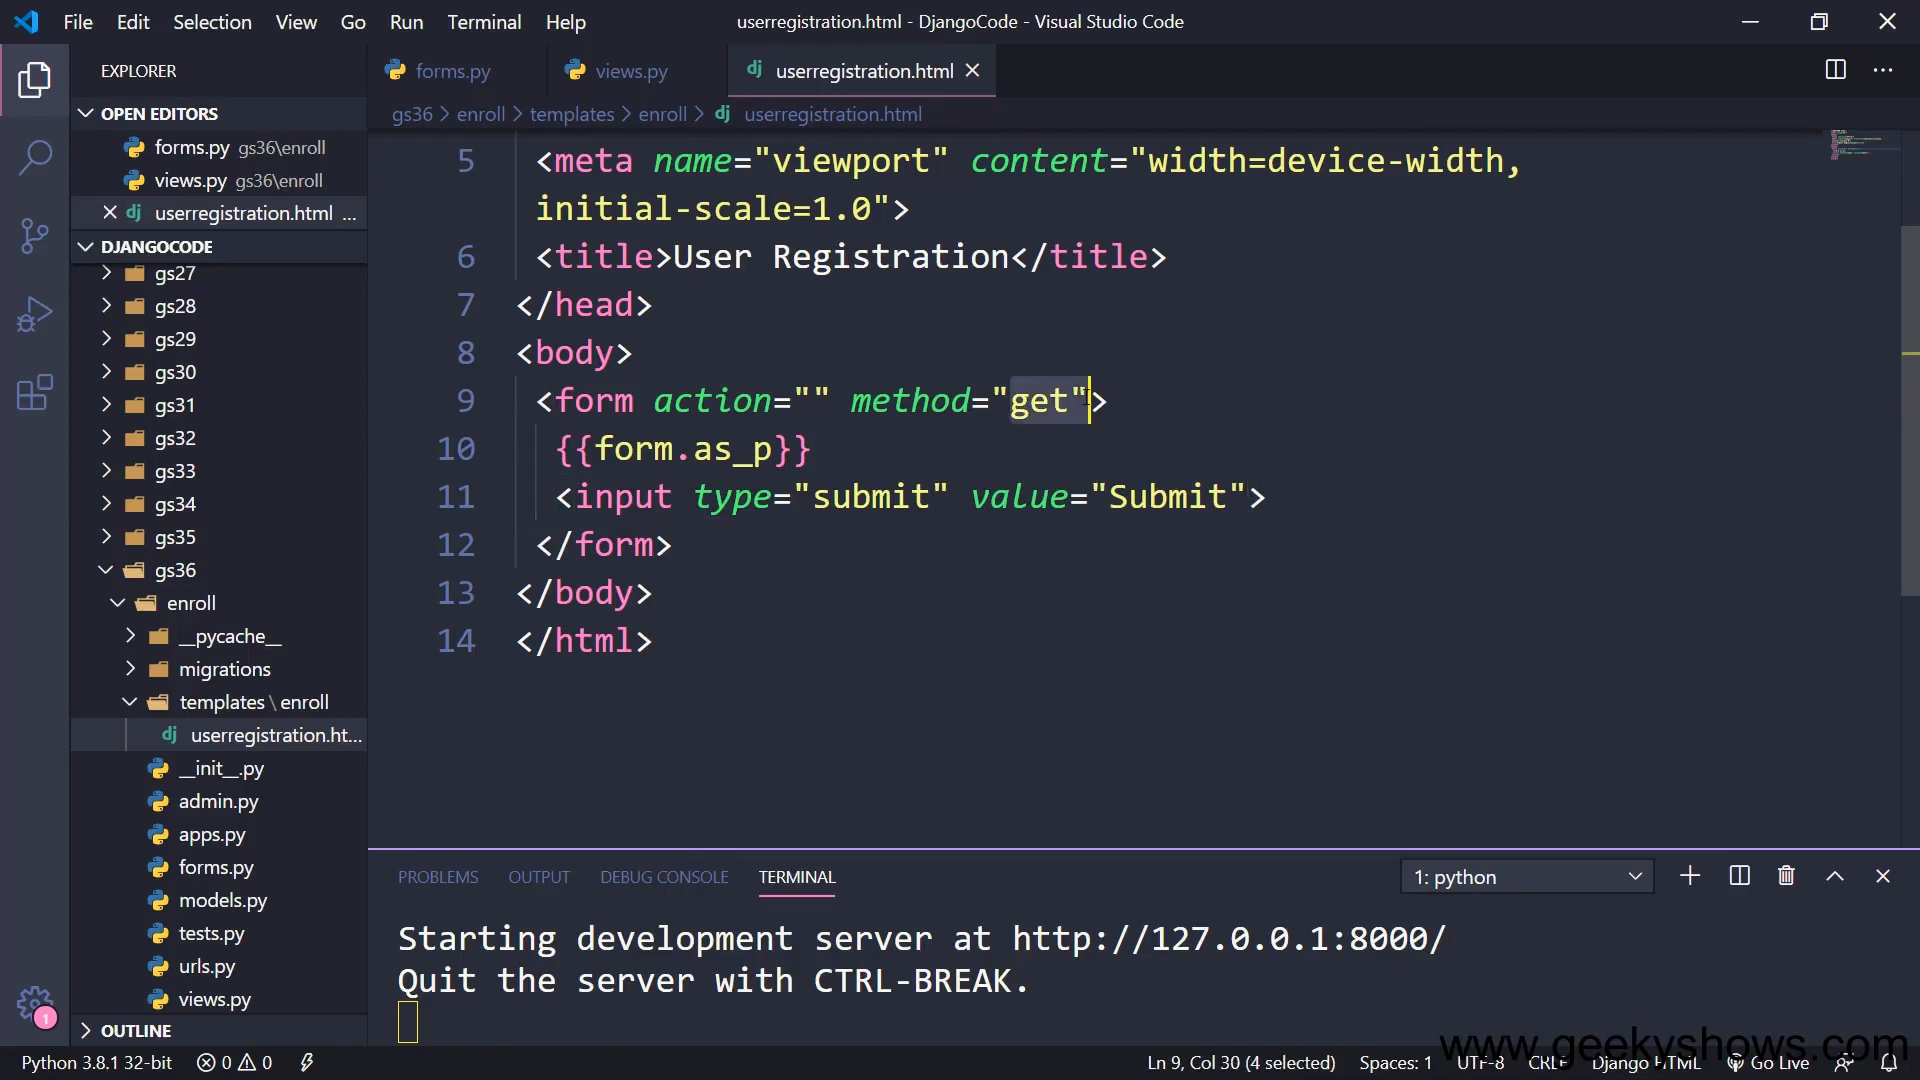 File Edit Selection View Go Run Terminal Help
userregistration.html - DjangoCode - Visual Studio Code
EXPLORER
OPEN EDITORS
forms.py gs36\enroll
views.py gs36\enroll
userregistration.html ...
DJANGOCODE
gs27
gs28
gs29
gs30
gs31
gs32
gs33
gs34
gs35
gs36
enroll
__pycache__
migrations
templates \ enroll
userregistration.ht...
__init__.py
admin.py
apps.py
forms.py
models.py
tests.py
urls.py
views.py
OUTLINE
1
forms.py views.py userregistration.html
gs36 > enroll > templates > enroll > userregistration.html
5 <meta name="viewport" content="width=device-width,
initial-scale=1.0">
6 <title>User Registration</title>
7 </head>
8 <body>
9 <form action="" method="get">
10 {{form.as_p}}
11 <input type="submit" value="Submit">
12 </form>
13 </body>
14 </html>
PROBLEMS OUTPUT DEBUG CONSOLE TERMINAL 1: python
Starting development server at http://127.0.0.1:8000/
Quit the server with CTRL-BREAK.
www.geekyshows.com
Python 3.8.1 32-bit 0 0 Ln 9, Col 30 (4 selected) Spaces: 1 UTF-8 CRLF Django HTML Go Live